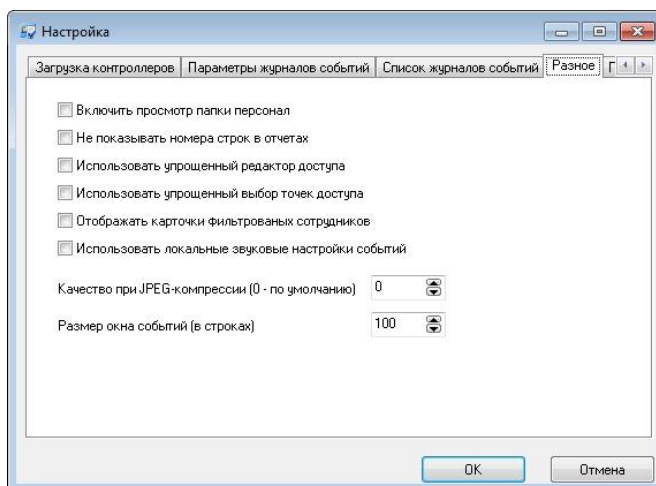 Настройка
Загрузка контроллеров Параметры журналов событий Список журналов событий Разное
Включить просмотр папки персонал
Не показывать номера строк в отчетах
Использовать упрощенный редактор доступа
Использовать упрощенный выбор точек доступа
Отображать карточки фильтрованых сотрудников
Использовать локальные звуковые настройки событий
Качество при JPEG-компрессии (0 - по умолчанию) 0
Размер окна событий (в строках) 100
OK Отмена